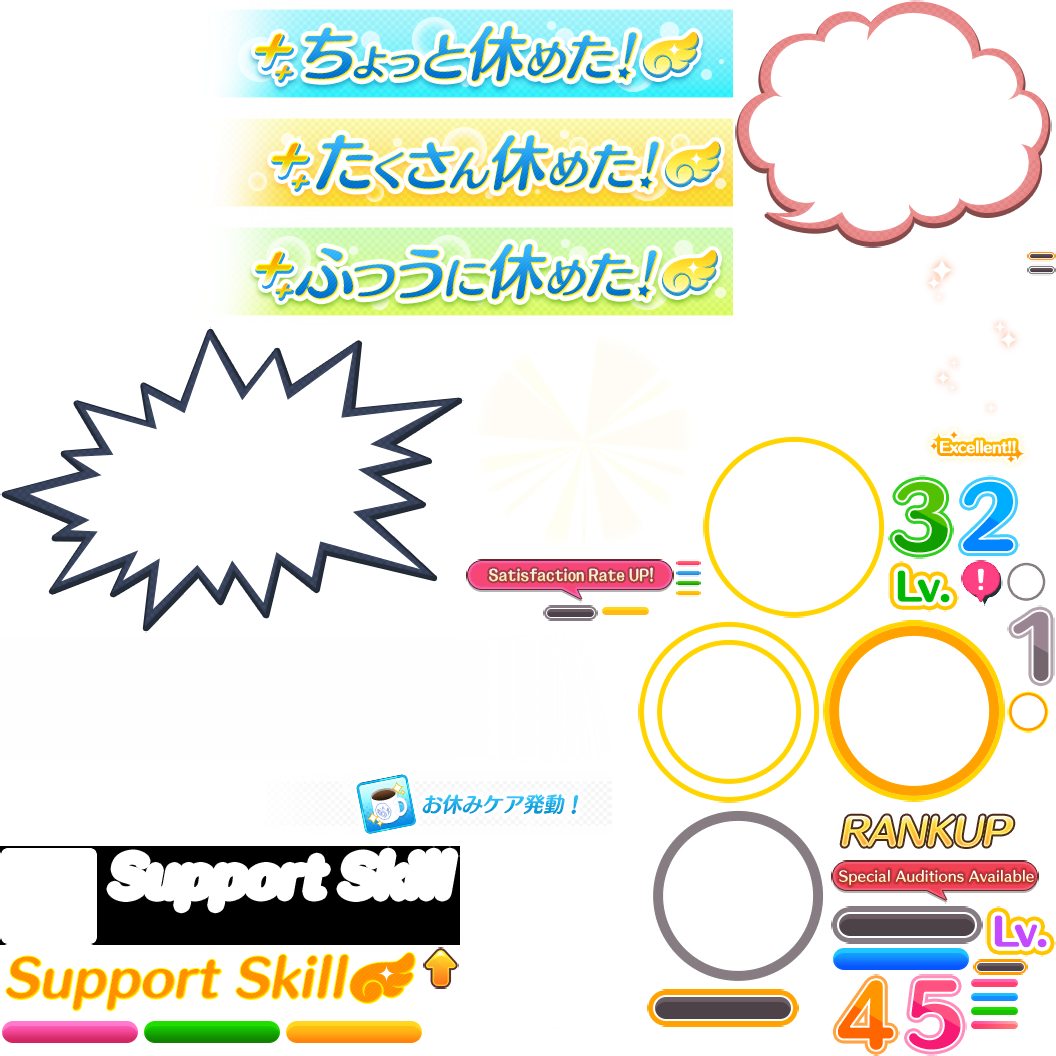 ちょっと休めた!
たくさん休めた!
ふつうに休めた!
Excellent!!
3 2
Satisfaction Rate UP!
Lv.
!
1
お休みケア発動！
RANKUP
Support Skill
Special Auditions Available
Lv.
Support Skill
4 5